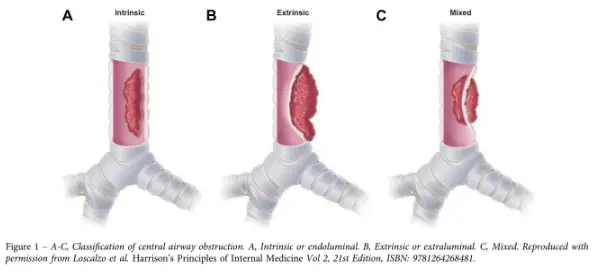 A Intrinsic B Extrinsic C Mixed
Figure 1 – A-C, Classification of central airway obstruction. A, Intrinsic or endoluminal. B, Extrinsic or extraluminal. C, Mixed. Reproduced with
permission from Loscalzo et al. Harrison's Principles of Internal Medicine Vol 2, 21st Edition, ISBN: 9781264268481.